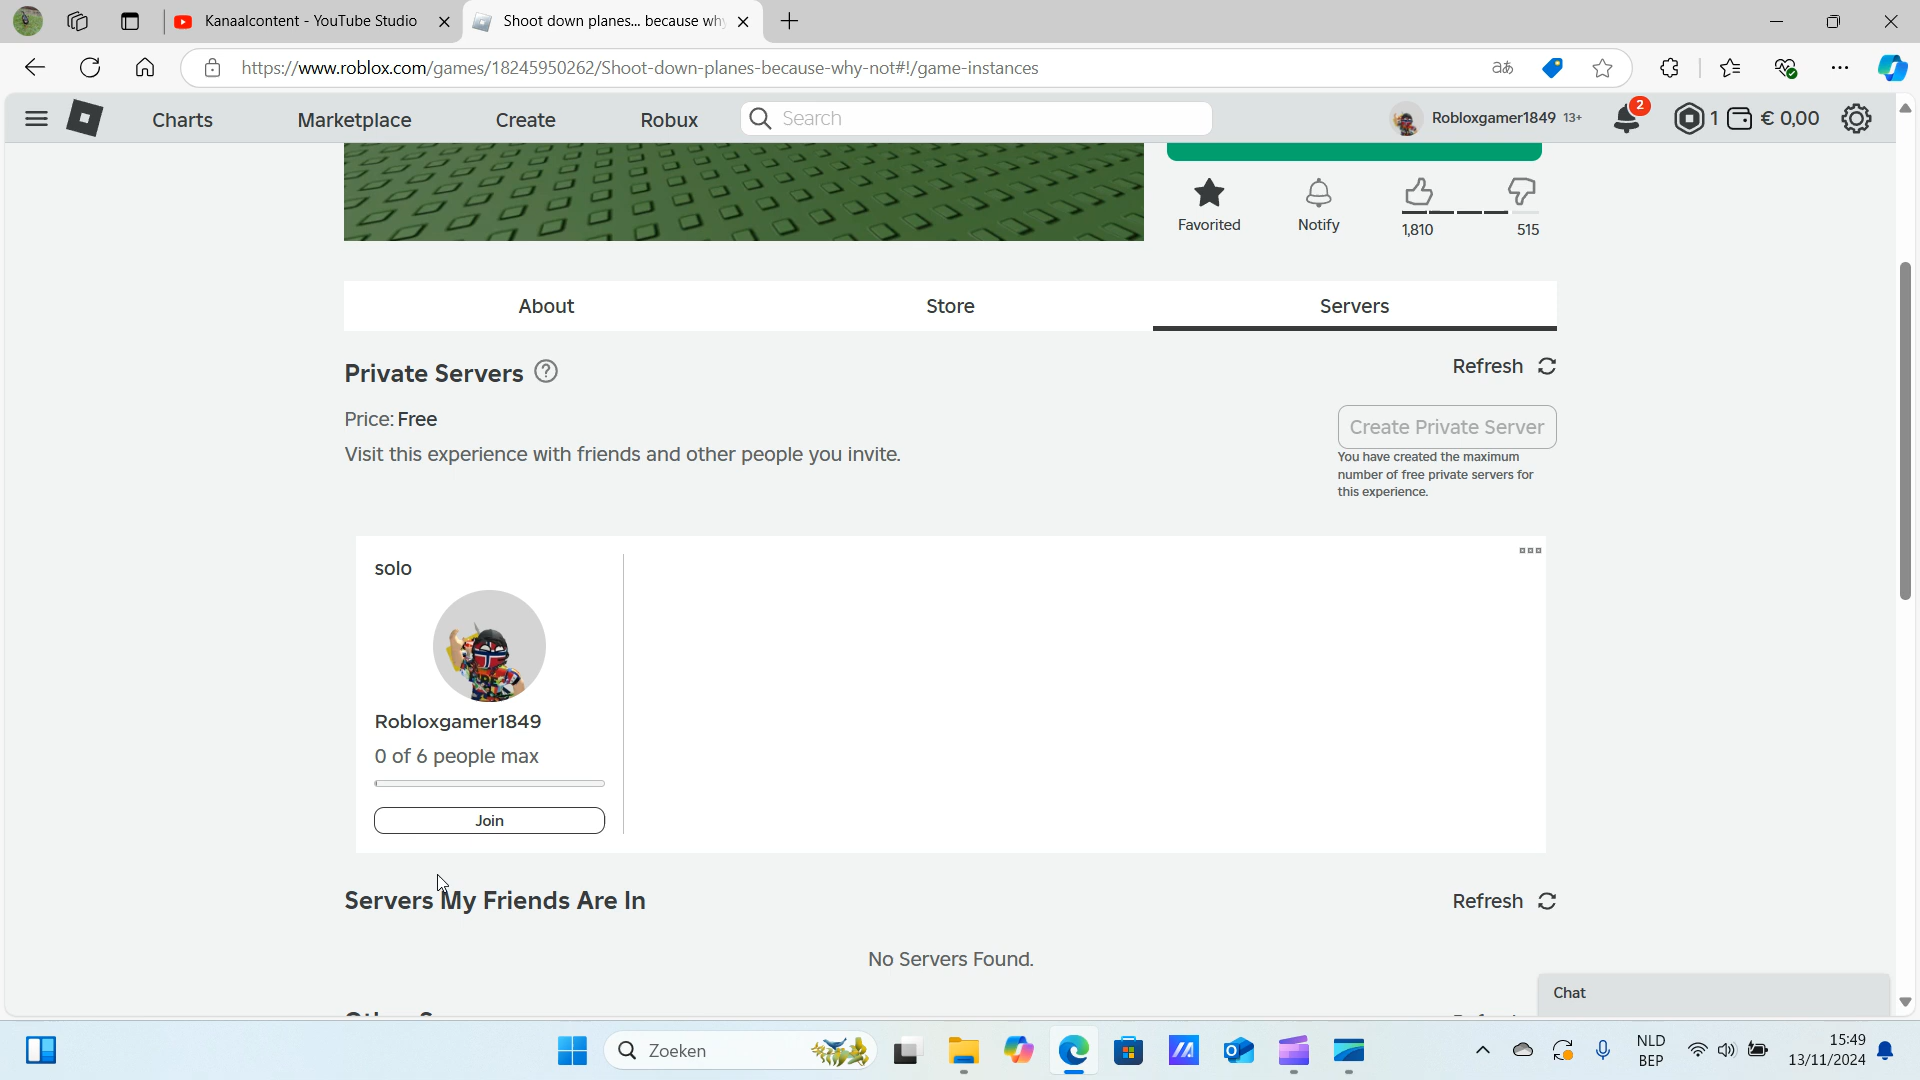 Kanaalcontent - YouTube Studio
Shoot down planes... because why
https://www.roblox.com/games/18245950262/Shoot-down-planes-because-why-not#!/game-instances
Charts
Marketplace
Create
Robux
Search
Robloxgamer1849 13+
2
1
€ 0,00
Favorited
Notify
1,810
515
About
Store
Servers
Private Servers
Refresh
Price: Free
Visit this experience with friends and other people you invite.
Create Private Server
You have created the maximum
number of free private servers for
this experience.
solo
Robloxgamer1849
0 of 6 people max
Join
Servers My Friends Are In
Refresh
No Servers Found.
Chat
Zoeken
NLD
BEP
15:49
13/11/2024